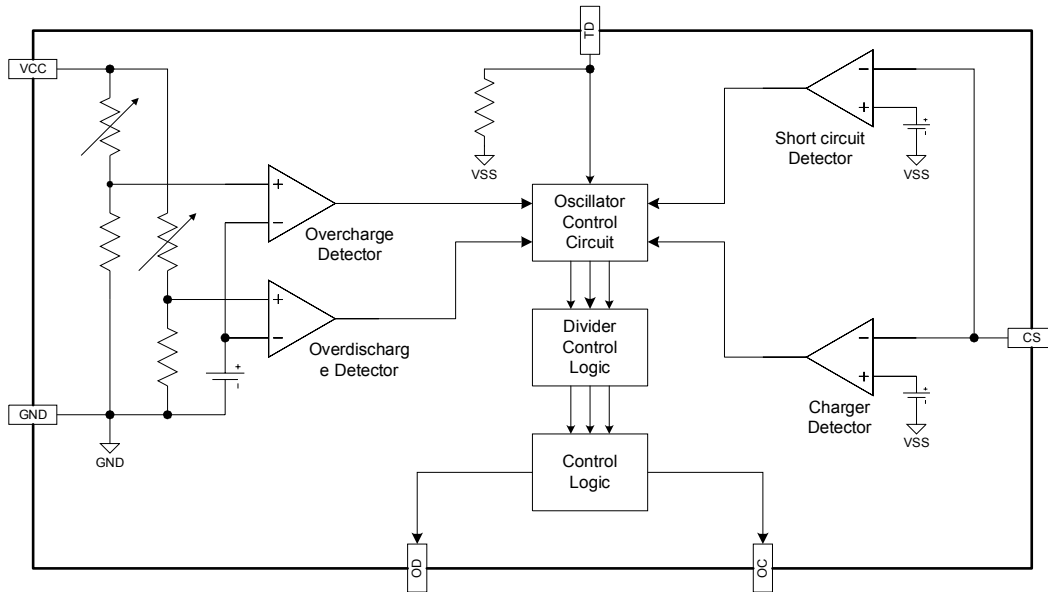 TD
VCC
VSS
Short circuit
Detector
VSS
Oscillator
Control
Circuit
Overcharge
Detector
Divider
Control
Logic
Overdischarg
e Detector
CS
GND
GND
Charger
Detector
VSS
Control
Logic
OD
OC
+
-
+
-
-
+
-
+
+
-
+
-
+
-